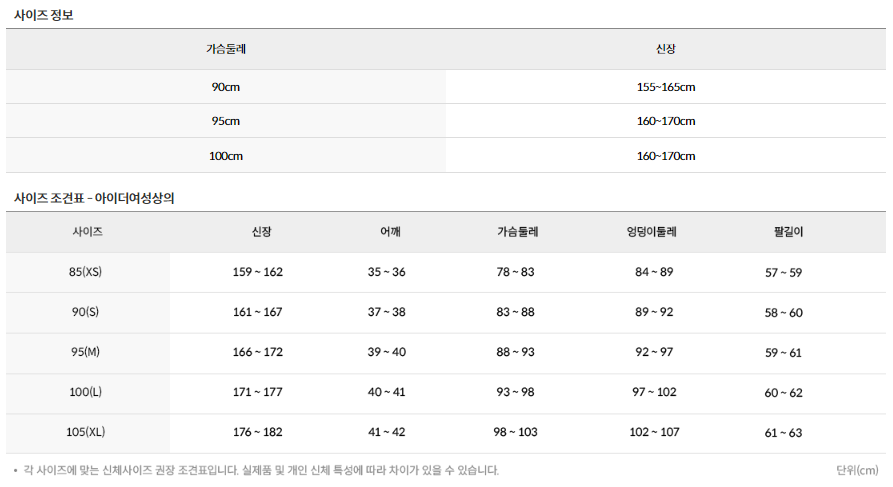 사이즈 정보
가슴둘레 신장
90cm 155~165cm
95cm 160~170cm
100cm 160~170cm
사이즈 조견표 - 아이더여성상의
사이즈 신장 어깨 가슴둘레 엉덩이둘레 팔길이
85(XS) 159 ~ 162 35 ~ 36 78 ~ 83 84 ~ 89 57 ~ 59
90(S) 161 ~ 167 37 ~ 38 83 ~ 88 89 ~ 92 58 ~ 60
95(M) 166 ~ 172 39 ~ 40 88 ~ 93 92 ~ 97 59 ~ 61
100(L) 171 ~ 177 40 ~ 41 93 ~ 98 97 ~ 102 60 ~ 62
105(XL) 176 ~ 182 41 ~ 42 98 ~ 103 102 ~ 107 61 ~ 63
• 각 사이즈에 맞는 신체사이즈 권장 조견표입니다. 실제품 및 개인 신체 특성에 따라 차이가 있을 수 있습니다. 단위(cm)